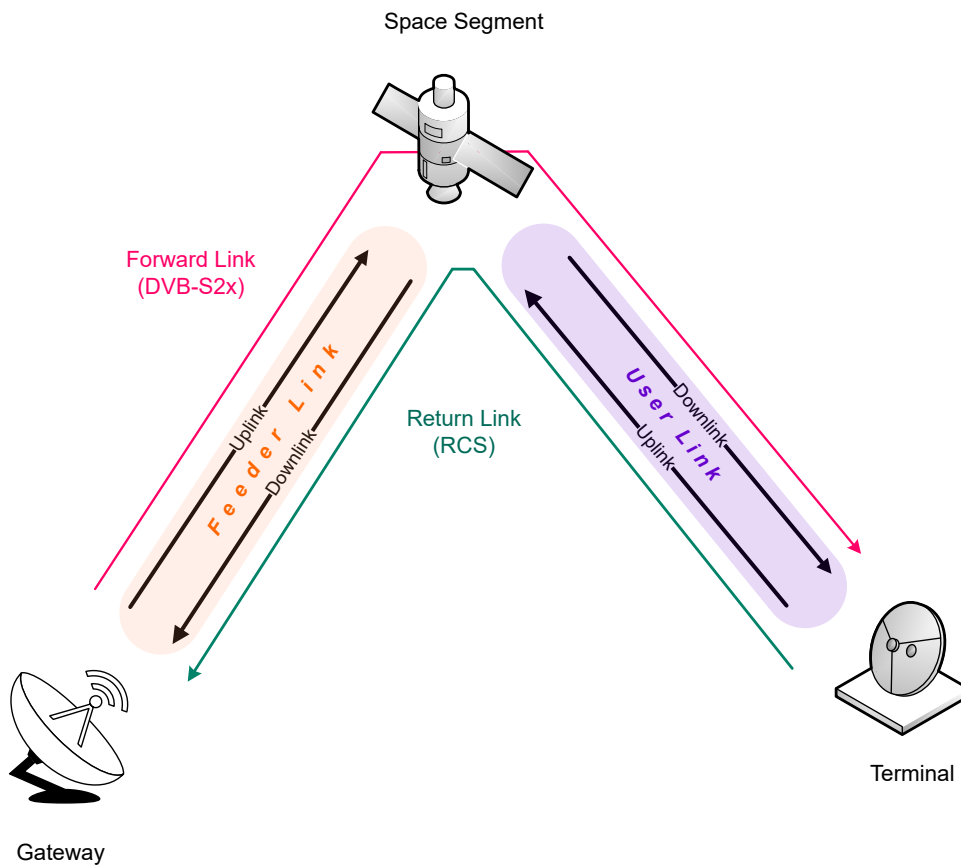 Space Segment
Forward Link
(DVB-S2x)
Uplink
Feeder Link
Downlink
Return Link
(RCS)
Downlink
User Link
Uplink
Terminal
Gateway